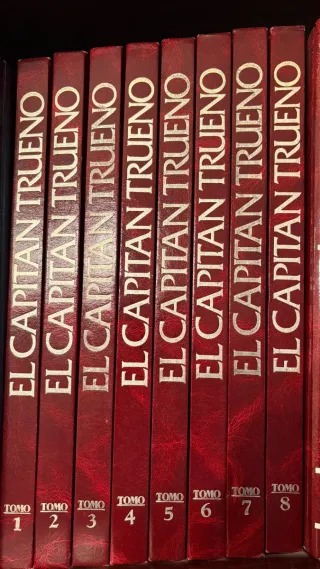 EL CAPITAN TRUENO
TOMO
1
EL CAPITAN TRUENO
TOMO
2
EL CAPITAN TRUENO
TOMO
3
EL CAPITAN TRUENO
TOMO
4
EL CAPITAN TRUENO
TOMO
5
EL CAPITAN TRUENO
TOMO
6
EL CAPITAN TRUENO
TOMO
7
EL CAPITAN TRUENO
TOMO
8